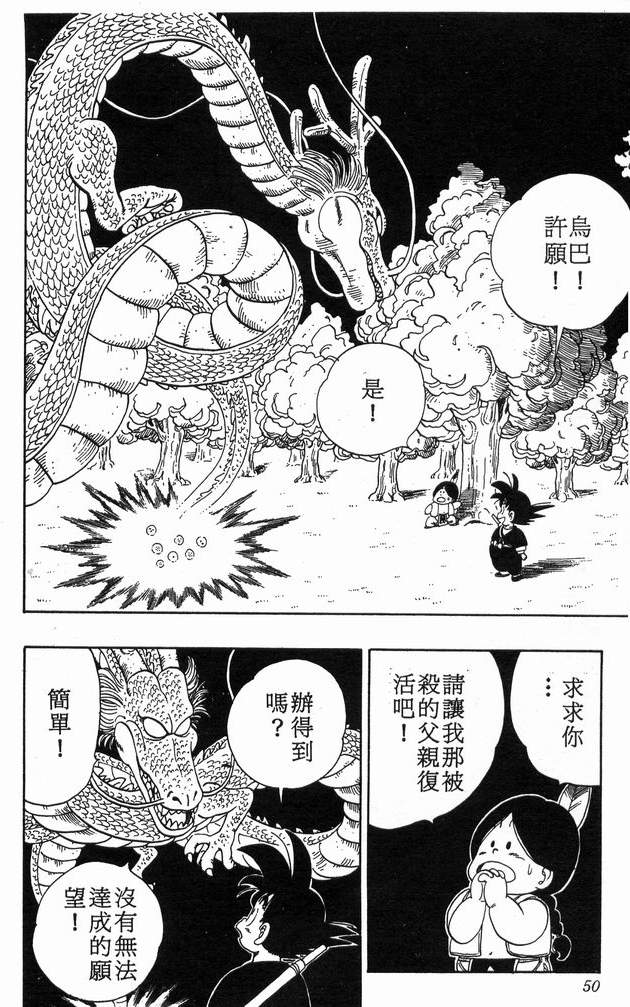 烏巴！
許願！
是！
求求你
…
請讓我那被
殺的父親復
活吧！
辦得到
嗎？
簡單！
沒有無法
達成的願
望！
50